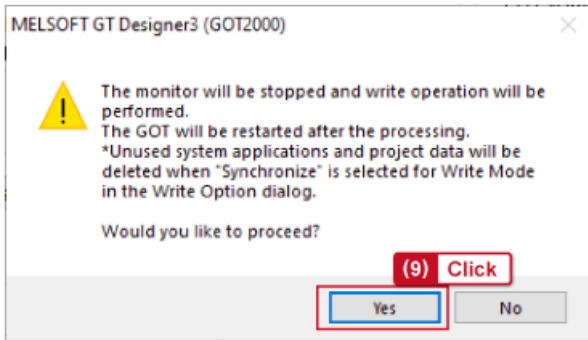 MELSOFT GT Designer3 (GOT2000)
The monitor will be stopped and write operation will be
performed.
The GOT will be restarted after the processing.
*Unused system applications and project data will be
deleted when "Synchronize" is selected for Write Mode
in the Write Option dialog.
Would you like to proceed?
(9) Click
Yes No